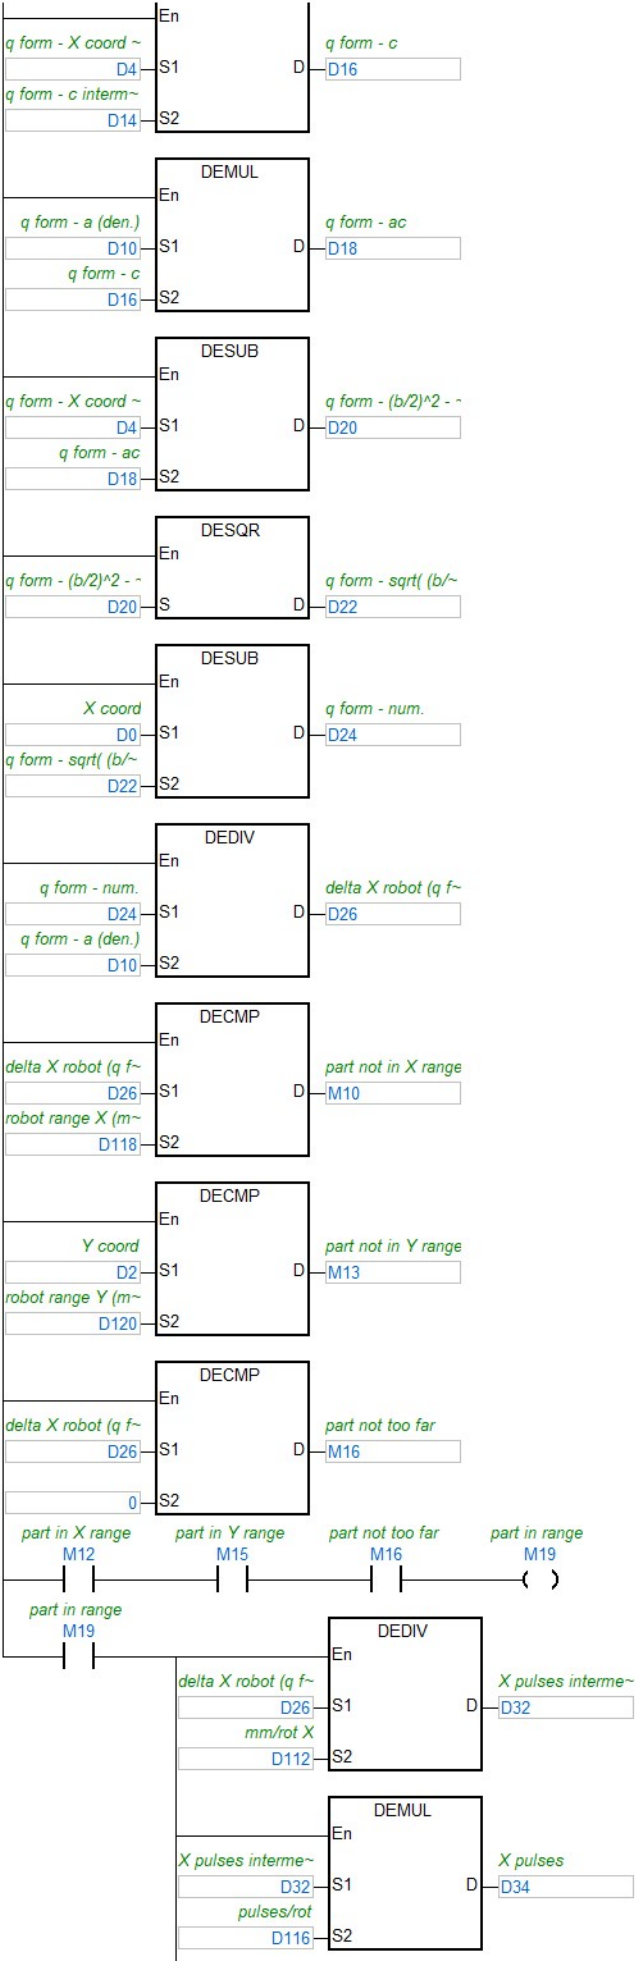 En
q form - X coord ~
q form - c
D4 S1 D D16
q form - c interm~
D14 S2
DEMUL
En
q form - a (den.)
q form - ac
D10 S1 D D18
q form - c
D16 S2
DESUB
En
q form - X coord ~
q form - (b/2)^2 - ~
D4 S1 D D20
q form - ac
D18 S2
DESQR
En
q form - (b/2)^2 - ~
q form - sqrt( (b/~
D20 S D D22
DESUB
En
X coord
q form - num.
D0 S1 D D24
q form - sqrt( (b/~
D22 S2
DEDIV
En
q form - num.
delta X robot (q f~
D24 S1 D D26
q form - a (den.)
D10 S2
DECMP
En
delta X robot (q f~
part not in X range
D26 S1 D M10
robot range X (m~
D118 S2
DECMP
En
Y coord
part not in Y range
D2 S1 D M13
robot range Y (m~
D120 S2
DECMP
En
delta X robot (q f~
part not too far
D26 S1 D M16
0 S2
part in X range part in Y range part not too far part in range
M12 M15 M16 M19
part in range
M19
DEDIV
En
delta X robot (q f~
X pulses interme~
D26 S1 D D32
mm/rot X
D112 S2
DEMUL
En
X pulses interme~
X pulses
D32 S1 D D34
pulses/rot
D116 S2